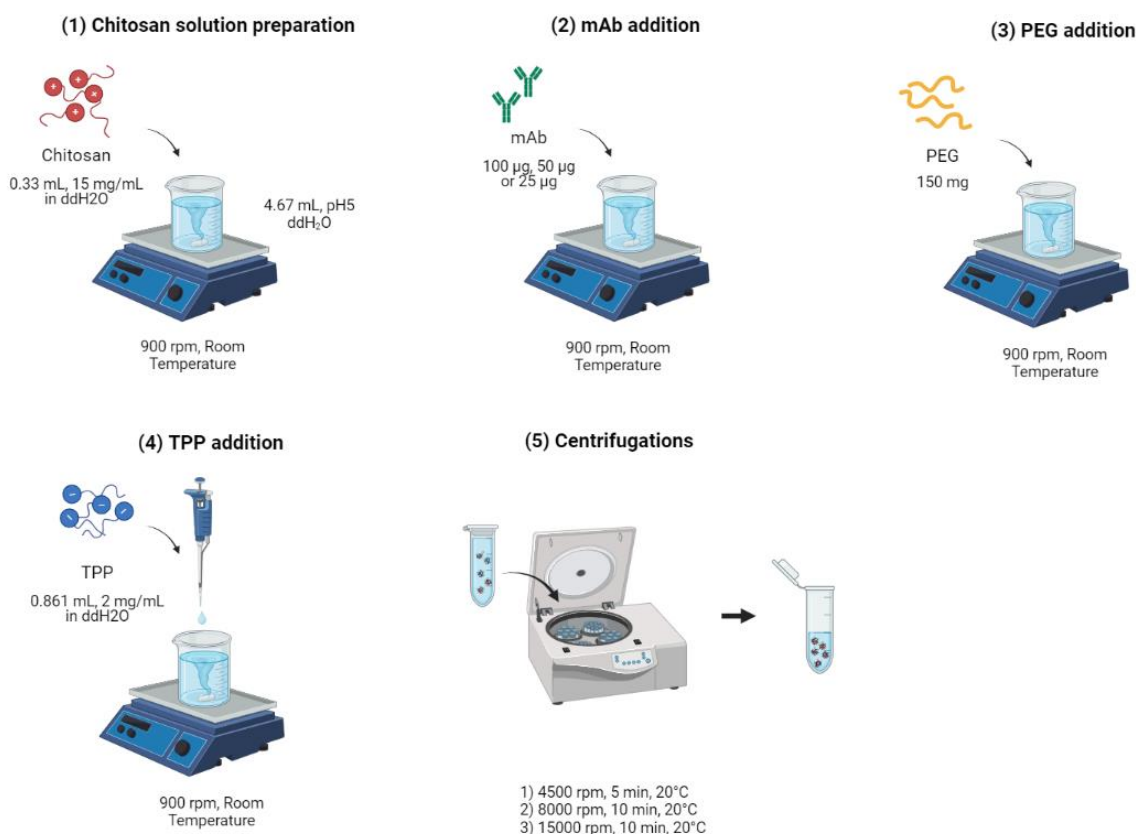 (1) Chitosan solution preparation
Chitosan
0.33 mL, 15 mg/mL
in ddH2O
4.67 mL, pH5
ddH₂O
900 rpm, Room
Temperature
(2) mAb addition
mAb
100 µg, 50 µg
or 25 µg
900 rpm, Room
Temperature
(3) PEG addition
PEG
150 mg
900 rpm, Room
Temperature
(4) TPP addition
TPP
0.861 mL, 2 mg/mL
in ddH2O
900 rpm, Room
Temperature
(5) Centrifugations
1) 4500 rpm, 5 min, 20°C
2) 8000 rpm, 10 min, 20°C
3) 15000 rpm, 10 min, 20°C